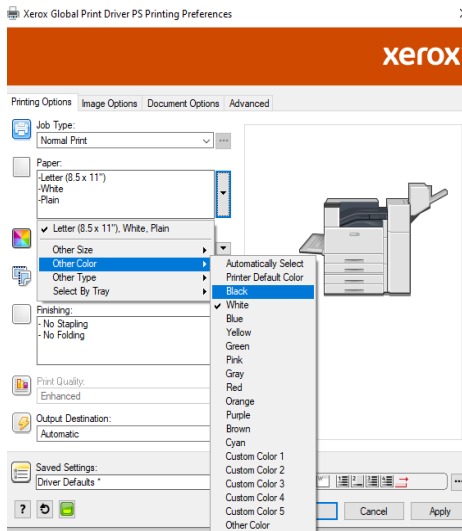 Xerox Global Print Driver PS Printing Preferences
xerox
Printing Options Image Options Document Options Advanced
Job Type:
Normal Print
Paper:
-Letter (8.5 x 11")
-White
-Plain
Letter (8.5 x 11"), White, Plain
Other Size
Other Color
Other Type
Select By Tray
Automatically Select
Printer Default Color
Black
White
Blue
Yellow
Green
Pink
Gray
Red
Orange
Purple
Brown
Cyan
Custom Color 1
Custom Color 2
Custom Color 3
Custom Color 4
Custom Color 5
Other Color
Finishing:
- No Stapling
- No Folding
Print Quality:
Enhanced
Output Destination:
Automatic
Saved Settings:
Driver Defaults *
?
Cancel Apply